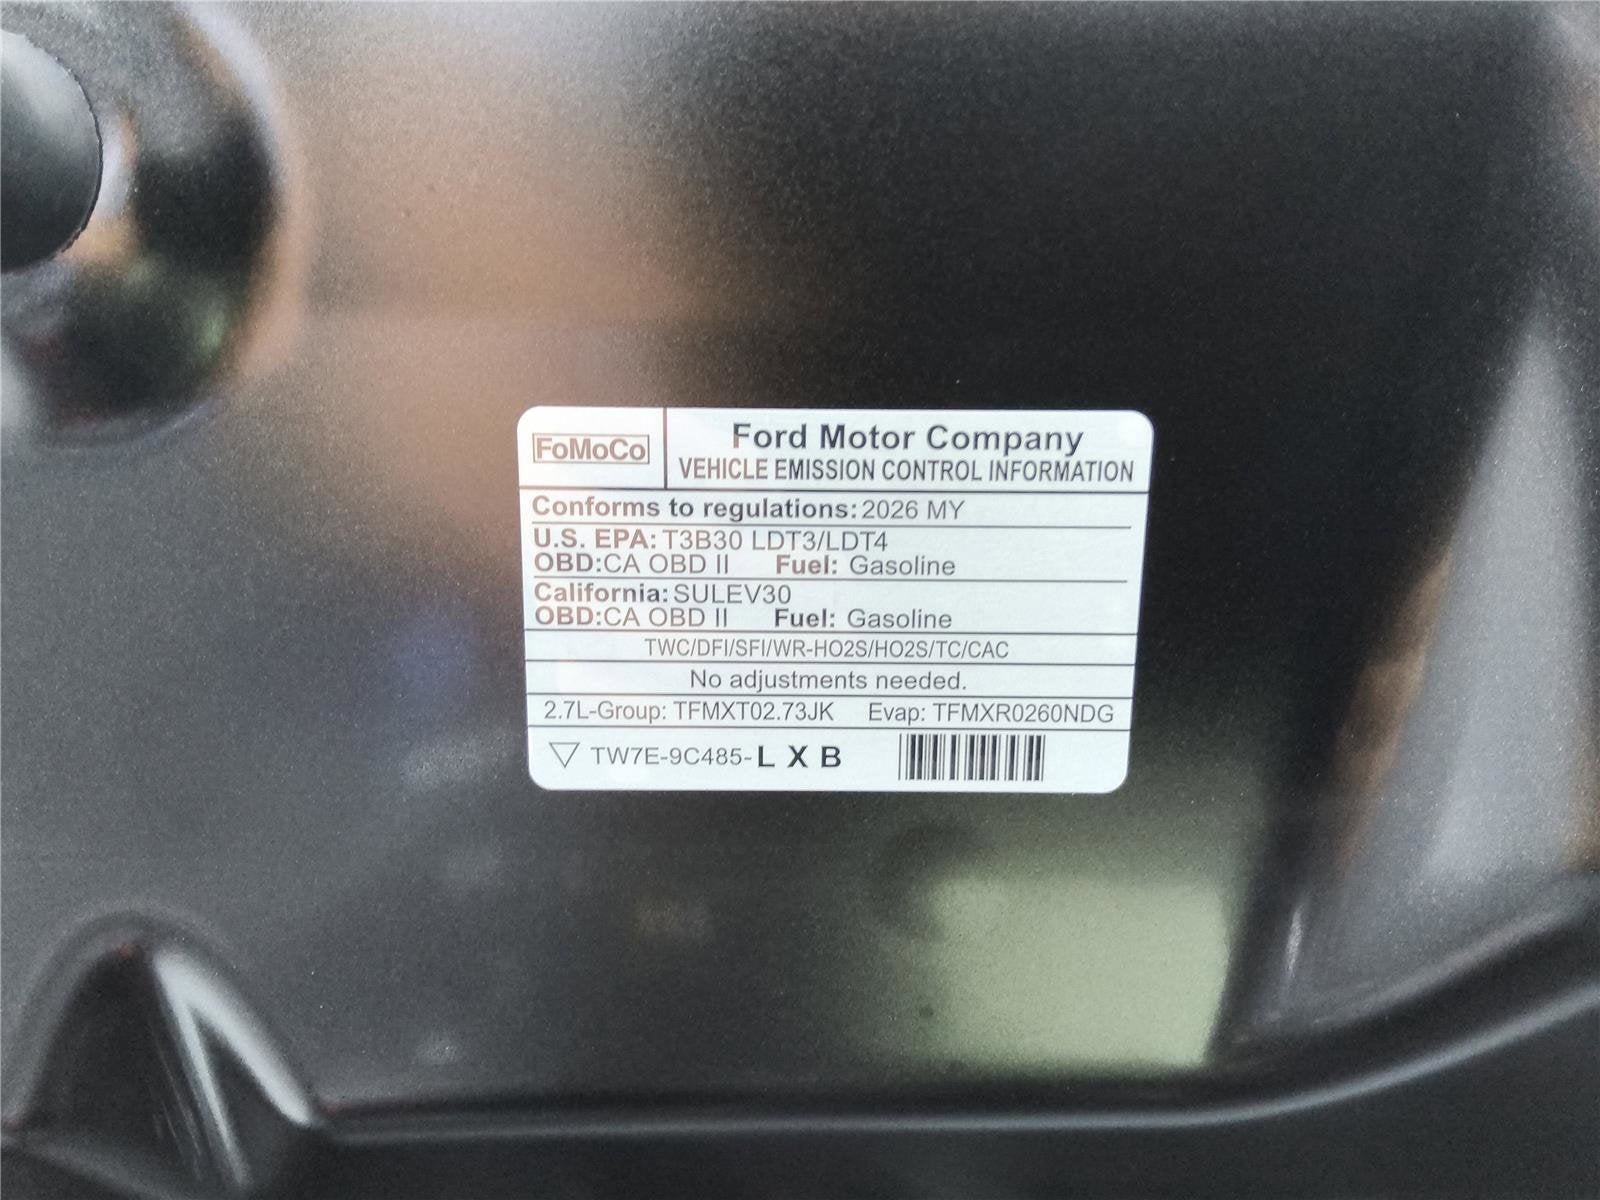 FoMoCo
Ford Motor Company
VEHICLE EMISSION CONTROL INFORMATION
Conforms to regulations: 2026 MY
U.S. EPA: T3B30 LDT3/LDT4
OBD: CA OBD II Fuel: Gasoline
California: SULEV30
OBD: CA OBD II Fuel: Gasoline
TWC/DFI/SFI/WR-HO2S/HO2S/TC/CAC
No adjustments needed.
2.7L-Group: TFMXT02.73JK Evap: TFMXR0260NDG
TW7E-9C485-L X B